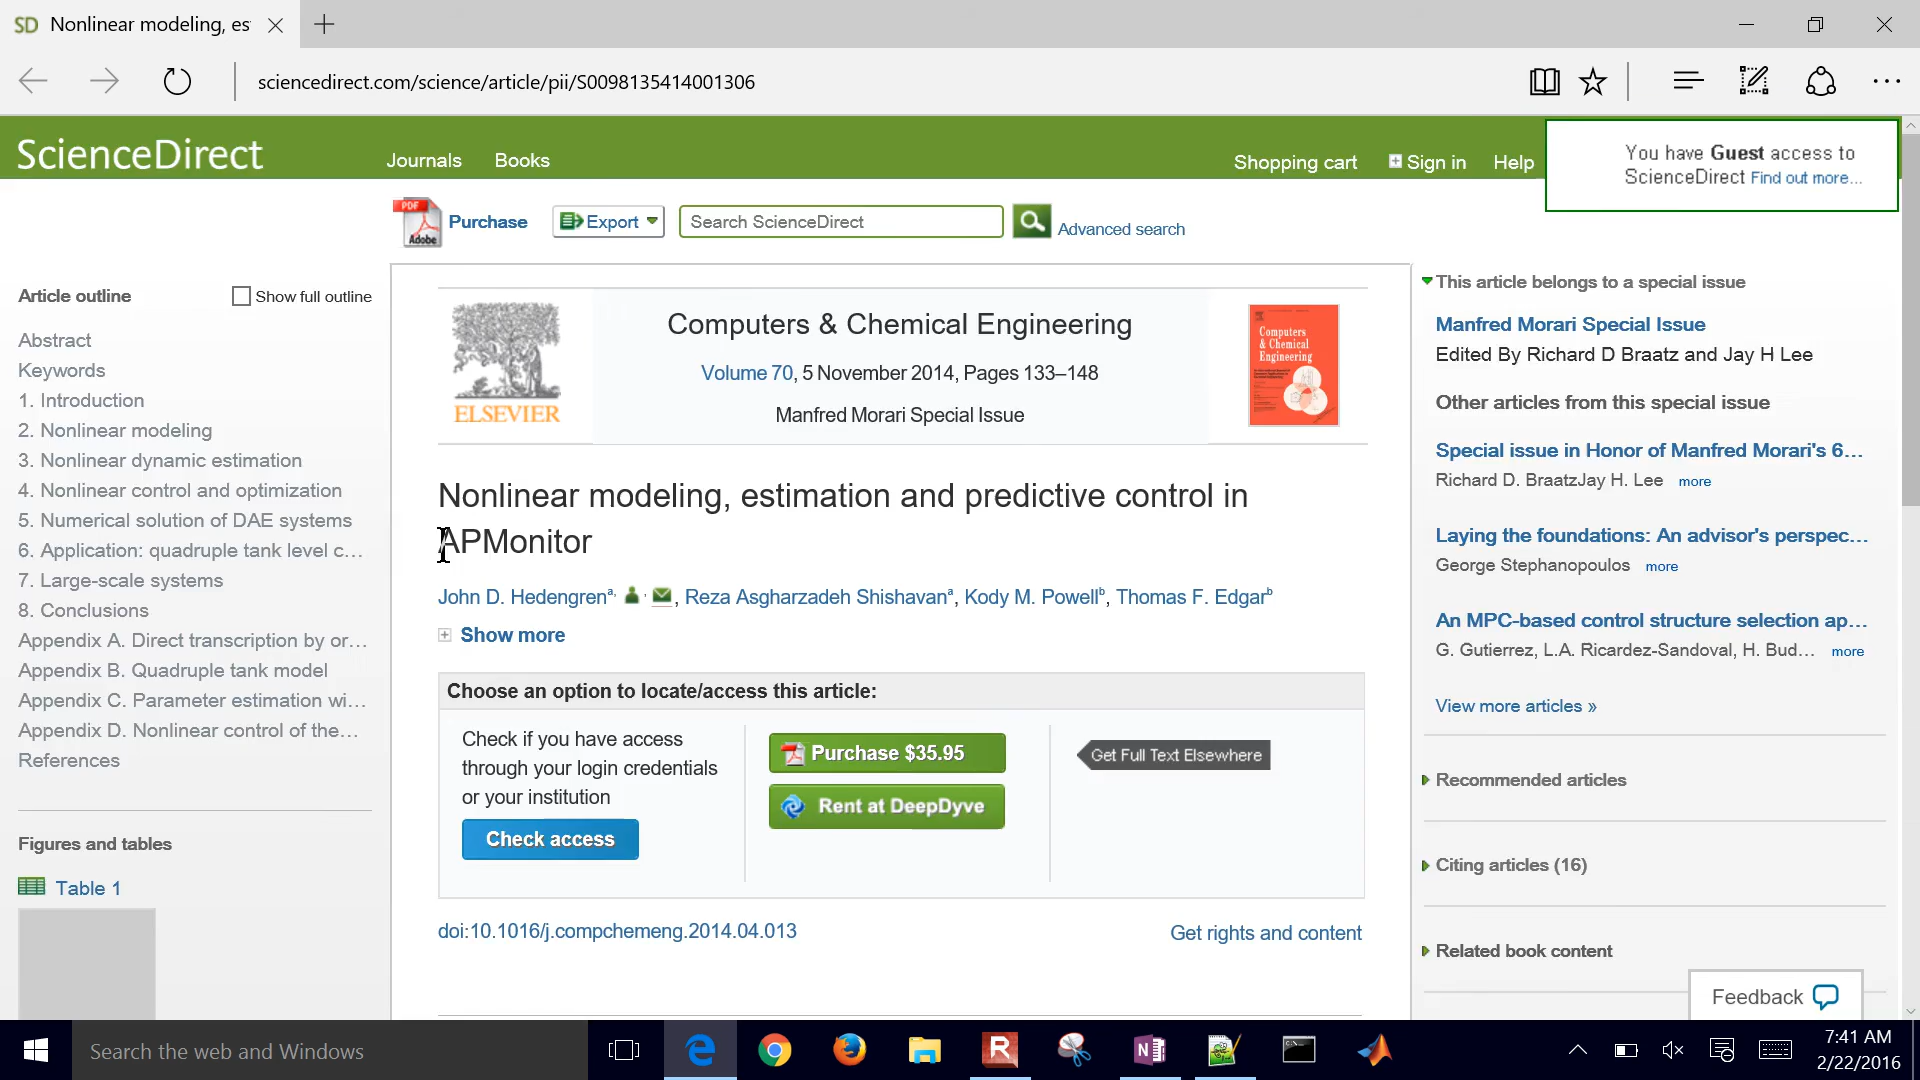 SD Nonlinear modeling, es
sciencedirect.com/science/article/pii/S0098135414001306
ScienceDirect
Journals Books
Shopping cart Sign in Help
You have Guest access to
ScienceDirect Find out more...
PDF Adobe Purchase Export Search ScienceDirect Advanced search
Article outline Show full outline
Abstract
Keywords
1. Introduction
2. Nonlinear modeling
3. Nonlinear dynamic estimation
4. Nonlinear control and optimization
5. Numerical solution of DAE systems
6. Application: quadruple tank level c...
7. Large-scale systems
8. Conclusions
Appendix A. Direct transcription by or...
Appendix B. Quadruple tank model
Appendix C. Parameter estimation wi...
Appendix D. Nonlinear control of the...
References
Figures and tables
Table 1
ELSEVIER
Computers & Chemical Engineering
Volume 70, 5 November 2014, Pages 133–148
Manfred Morari Special Issue
Computers
& Chemical
Engineering
Nonlinear modeling, estimation and predictive control in
APMonitor
John D. Hedengrenᵃ, , Reza Asgharzadeh Shishavanᵃ, Kody M. Powellᵇ, Thomas F. Edgarᵇ
Show more
Choose an option to locate/access this article:
Check if you have access
through your login credentials
or your institution
Check access
Purchase $35.95
Rent at DeepDyve
Get Full Text Elsewhere
doi:10.1016/j.compchemeng.2014.04.013
Get rights and content
This article belongs to a special issue
Manfred Morari Special Issue
Edited By Richard D Braatz and Jay H Lee
Other articles from this special issue
Special issue in Honor of Manfred Morari's 6...
Richard D. BraatzJay H. Lee more
Laying the foundations: An advisor's perspec...
George Stephanopoulos more
An MPC-based control structure selection ap...
G. Gutierrez, L.A. Ricardez-Sandoval, H. Bud... more
View more articles »
Recommended articles
Citing articles (16)
Related book content
Feedback
Search the web and Windows
7:41 AM
2/22/2016